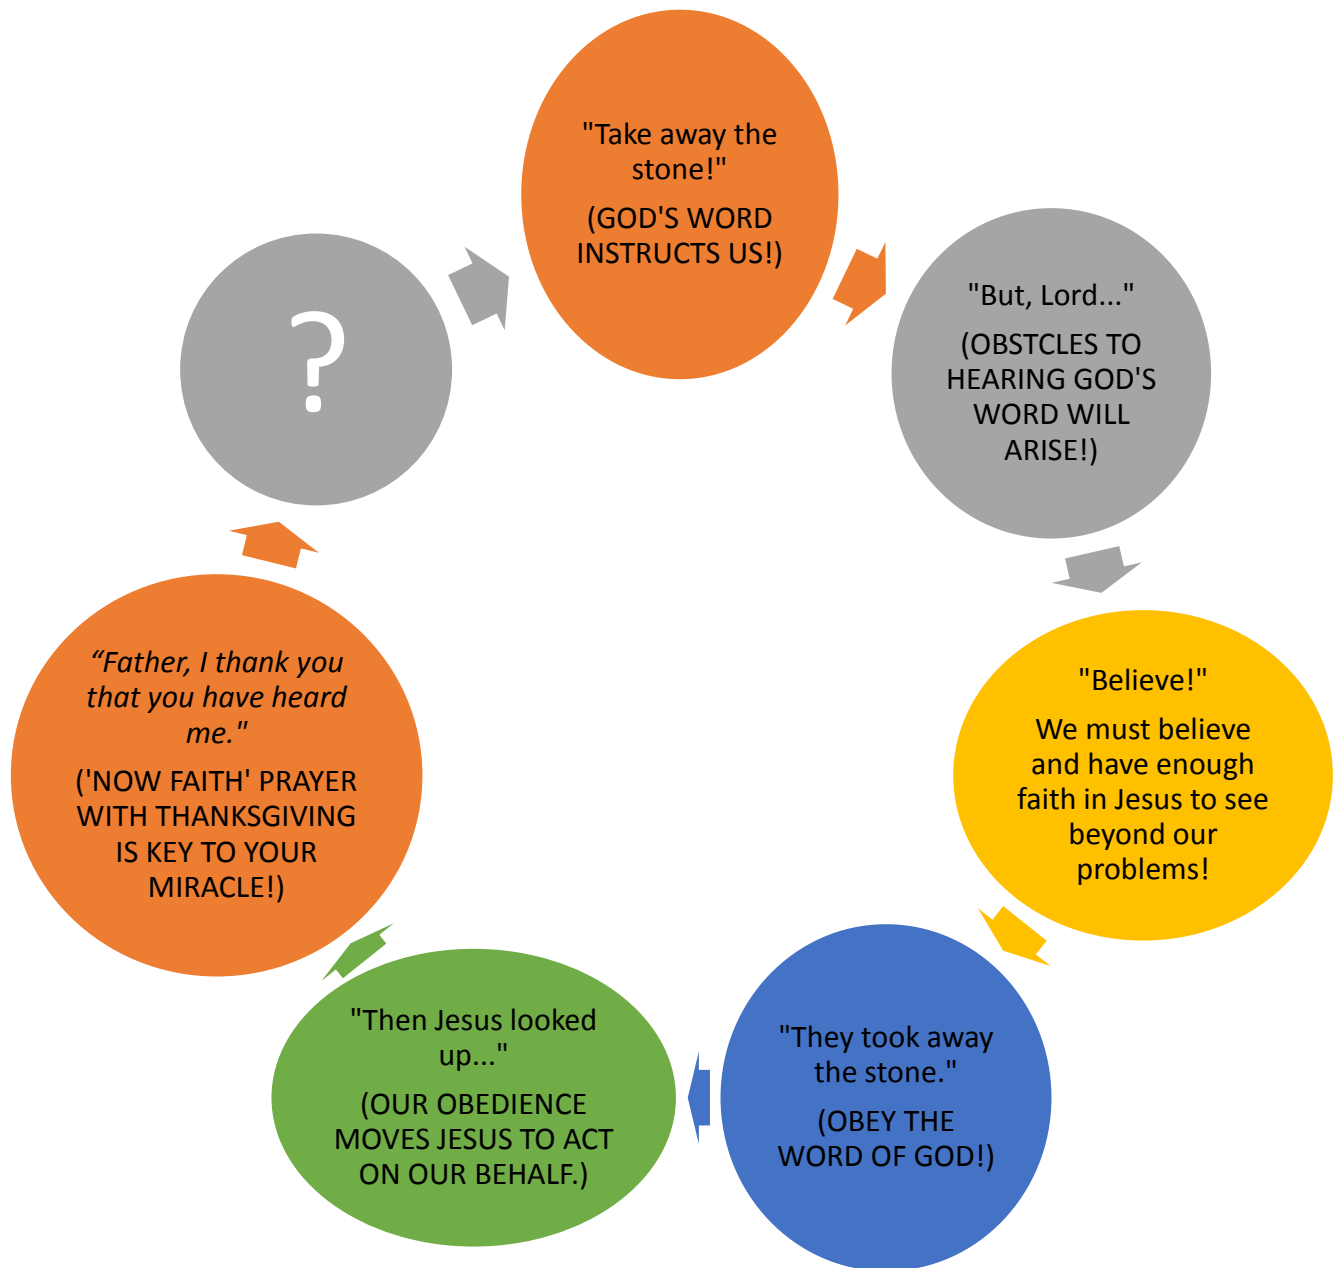 "Take away the
stone!"
(GOD'S WORD
INSTRUCTS US!)
"But, Lord..."
(OBSTCLES TO
HEARING GOD'S
WORD WILL
ARISE!)
"Believe!"
We must believe
and have enough
faith in Jesus to see
beyond our
problems!
"They took away
the stone."
(OBEY THE
WORD OF GOD!)
"Then Jesus looked
up..."
(OUR OBEDIENCE
MOVES JESUS TO ACT
ON OUR BEHALF.)
“Father, I thank you
that you have heard
me."
('NOW FAITH' PRAYER
WITH THANKSGIVING
IS KEY TO YOUR
MIRACLE!)
?